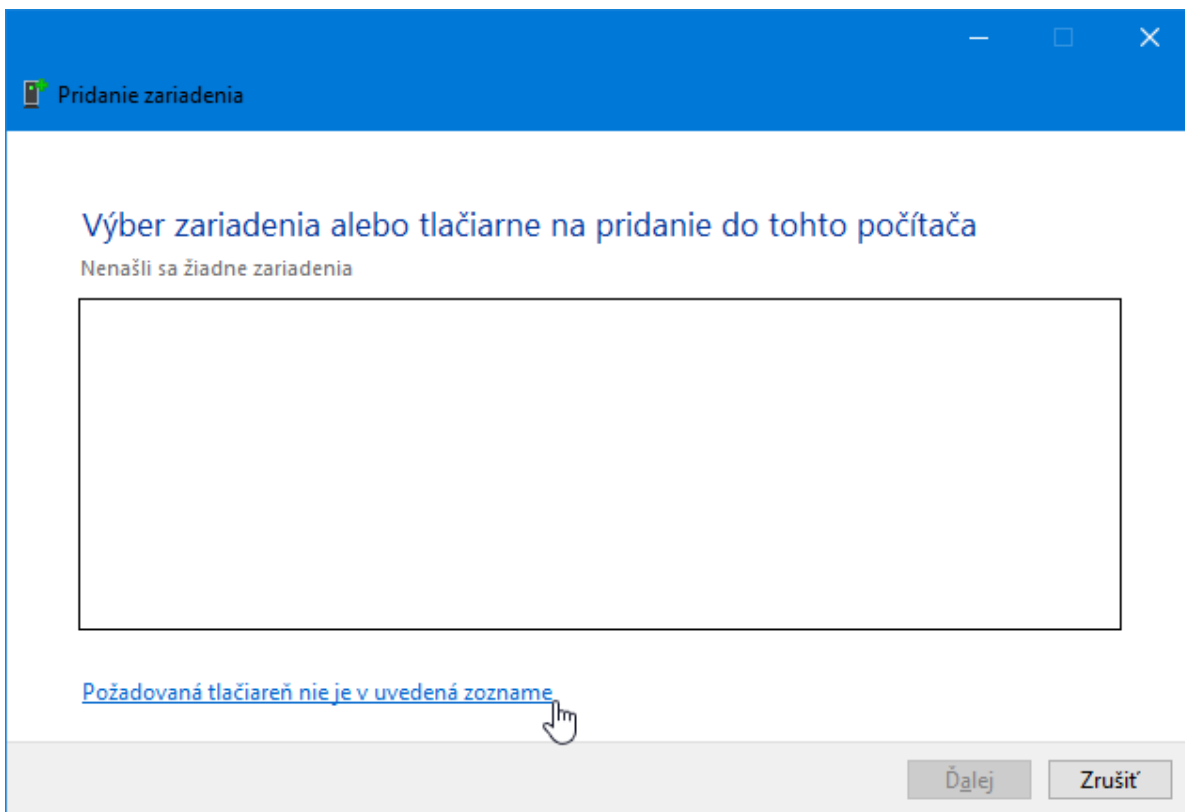 Pridanie zariadenia
Výber zariadenia alebo tlačiarne na pridanie do tohto počítača
Nenašli sa žiadne zariadenia
Požadovaná tlačiareň nie je v uvedená zozname
Ďalej
Zrušiť